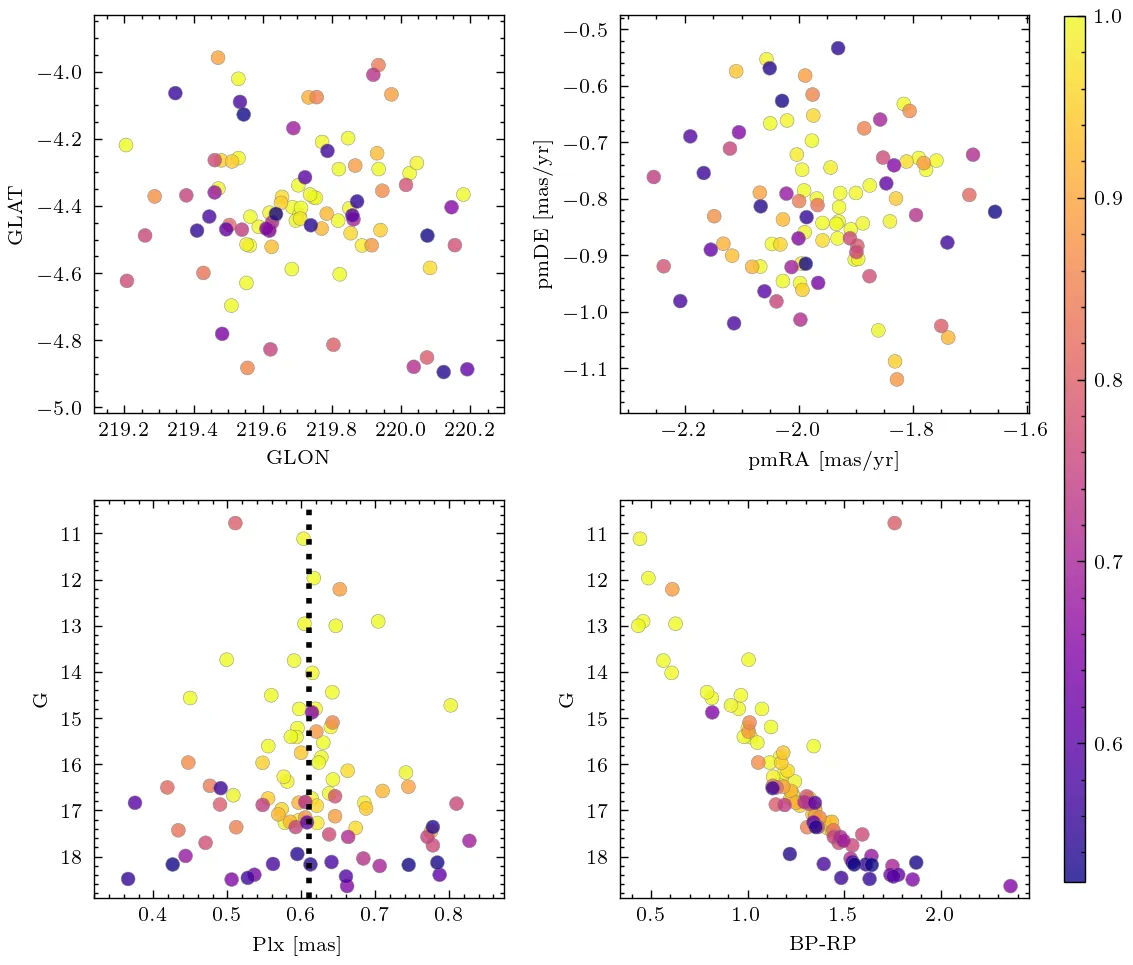 −4.0
−4.2
−4.4
−4.6
−4.8
−5.0
GLAT
219.2 219.4 219.6 219.8 220.0 220.2
GLON
−0.5
−0.6
−0.7
−0.8
−0.9
−1.0
−1.1
pmDE [mas/yr]
−2.2 −2.0 −1.8 −1.6
pmRA [mas/yr]
11
12
13
14
15
16
17
18
G
0.4 0.5 0.6 0.7 0.8
Plx [mas]
11
12
13
14
15
16
17
18
G
0.5 1.0 1.5 2.0
BP-RP
1.0
0.9
0.8
0.7
0.6